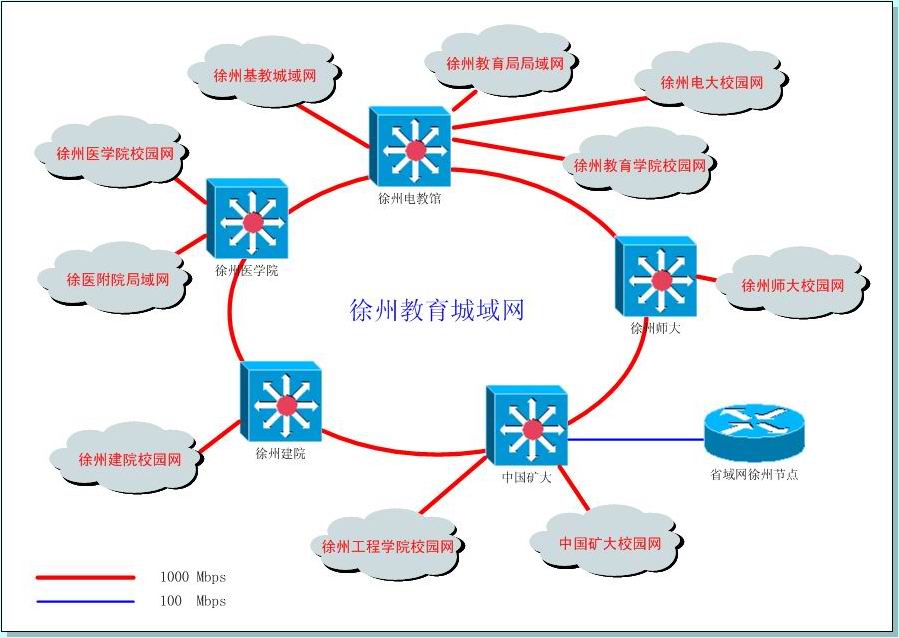 徐州教育局局域网
徐州基教城域网
徐州电大校园网
徐州医学院校园网
徐州教育学院校园网
徐州电教馆
徐州医学院
徐医附院局域网
徐州师大校园网
徐州教育城域网
徐州师大
徐州建院
徐州建院校园网
中国矿大
省域网徐州节点
徐州工程学院校园网
中国矿大校园网
1000 Mbps
100 Mbps